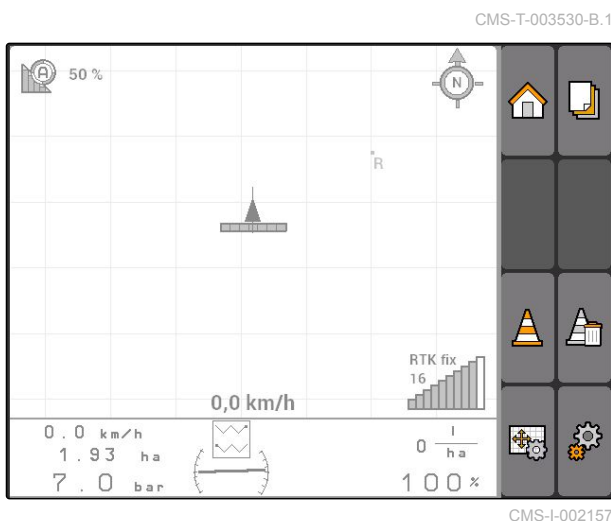 CMS-T-003530-B.1
A 50 %
N
R
RTK fix
16
0,0 km/h
0.0 km/h
1.93 ha
7.0 bar
0 l/ha
100%
CMS-I-002157